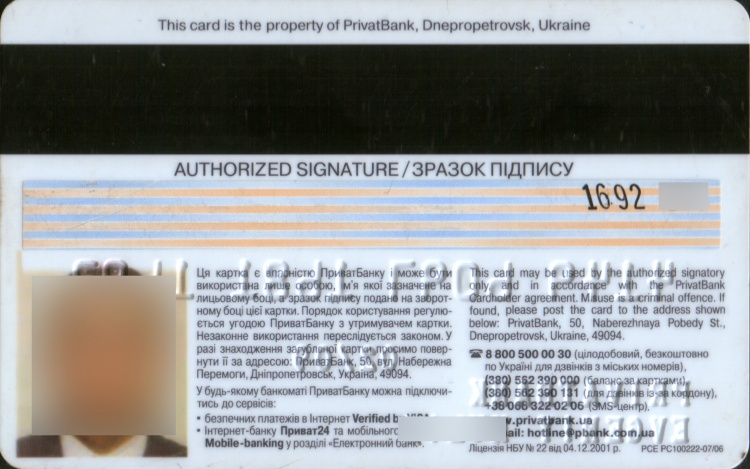 This card is the property of PrivatBank, Dnepropetrovsk, Ukraine
AUTHORIZED SIGNATURE / ЗРАЗОК ПІДПИСУ
1692
Ця картка є власністю ПриватБанку і може бути
використана лише особою, ім'я якої зазначене на
лицьовому боці, а зразок підпису подано на зворот-
ному боці цієї картки. Порядок користування регулю-
ється угодою ПриватБанку з утримувачем картки.
Незаконне використання переслідується законом. У
разі знаходження загубленої картки просимо повер-
нути її за адресою: ПриватБанк, 50, вул. Набережна
Перемоги, Дніпропетровськ, Україна, 49094.
У будь-якому банкоматі ПриватБанку можна підключи-
тись до сервісів:
• безпечних платежів в Інтернет Verified by VISA
• Інтернет-банку Приват24 та мобільного
Mobile-banking у розділі «Електронний банк».
This card may be used by the authorized signatory
only, and in accordance with the PrivatBank
Cardholder agreement. Misuse is a criminal offence. If
found, please post the card to the address shown
below: PrivatBank, 50, Naberezhnaya Pobedy St.,
Dnepropetrovsk, Ukraine, 49094.
☎ 8 800 500 00 30 (цілодобовий, безкоштовно
по Україні для дзвінків з міських номерів),
(380) 562 390 000 (баланс за картками),
(380) 562 390 131 (для дзвінків із-за кордону),
+38 068 322 02 06 (SMS-центр).
www.privatbank.ua
mail: hotline@pbank.com.ua
Ліцензія НБУ № 22 від 04.12.2001 р.
PCE PC100222-07/06